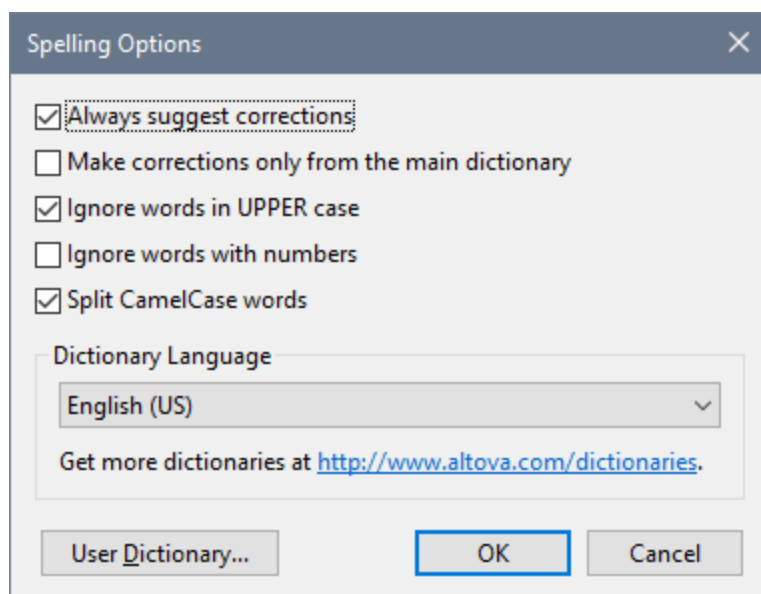 Spelling Options
Always suggest corrections
Make corrections only from the main dictionary
Ignore words in UPPER case
Ignore words with numbers
Split CamelCase words
Dictionary Language
English (US)
Get more dictionaries at http://www.altova.com/dictionaries.
User Dictionary... OK Cancel